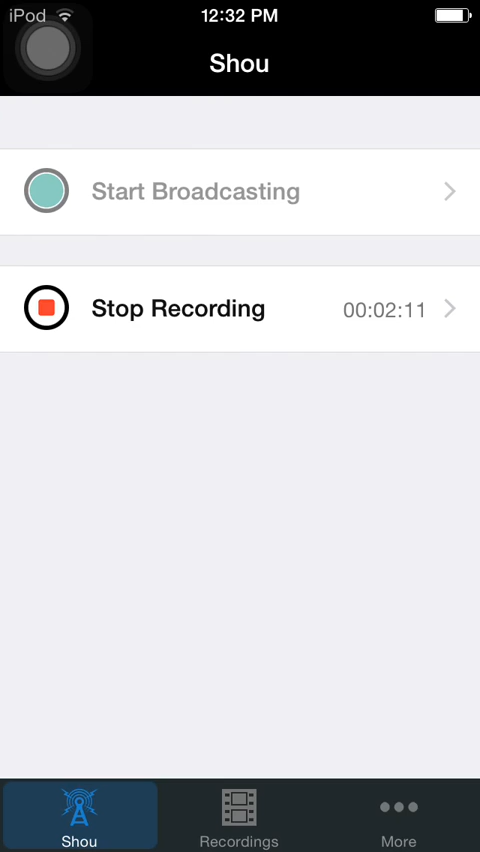 iPod 12:32 PM
Shou
Start Broadcasting
Stop Recording 00:02:11
Shou Recordings More